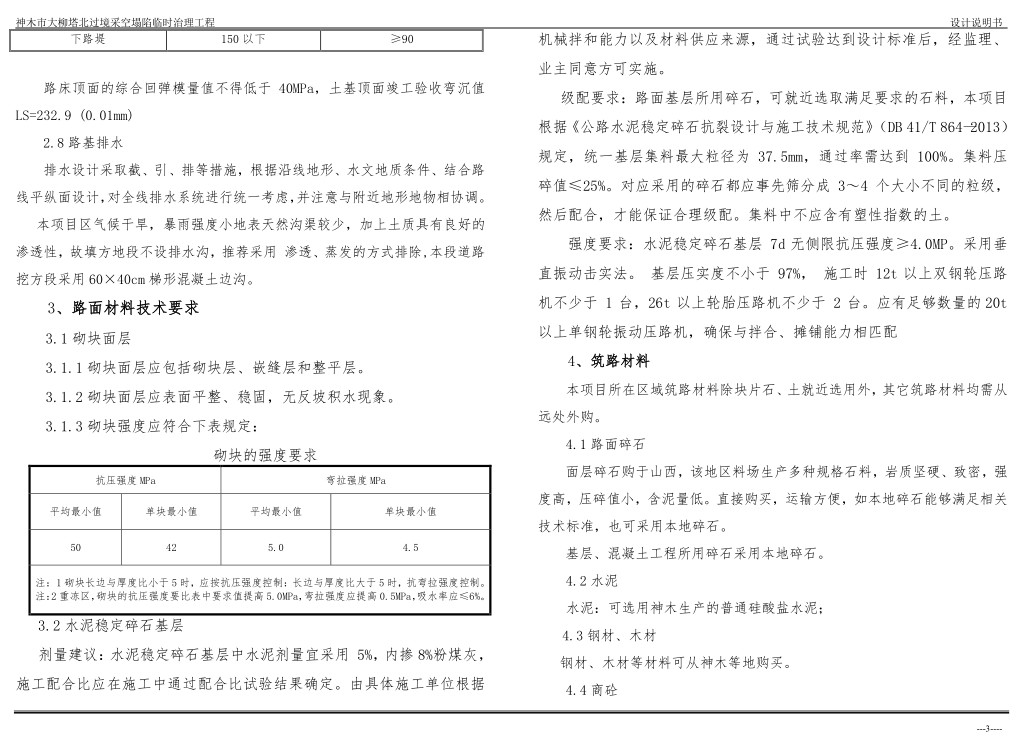 神木市大柳塔北过境采空塌陷临时治理工程
设计说明书
下路堤 150 以下 ≥90
路床顶面的综合回弹模量值不得低于 40MPa，土基顶面竣工验收弯沉值
LS=232.9 (0.01mm)
2.8 路基排水
排水设计采取截、引、排等措施，根据沿线地形、水文地质条件、结合路
线平纵面设计,对全线排水系统进行统一考虑,并注意与附近地形地物相协调。
本项目区气候干旱，暴雨强度小地表天然沟渠较少，加上土质具有良好的
渗透性，故填方地段不设排水沟，推荐采用 渗透、蒸发的方式排除,本段道路
挖方段采用 60×40cm 梯形混凝土边沟。
3、路面材料技术要求
3.1 砌块面层
3.1.1 砌块面层应包括砌块层、嵌缝层和整平层。
3.1.2 砌块面层应表面平整、稳固，无反坡积水现象。
3.1.3 砌块强度应符合下表规定：
砌块的强度要求
抗压强度 MPa 弯拉强度 MPa
平均最小值 单块最小值 平均最小值 单块最小值
50 42 5.0 4.5
注：1 砌块长边与厚度比小于 5 时，应按抗压强度控制；长边与厚度比大于 5 时，抗弯拉强度控制。
注:2 重冻区,砌块的抗压强度要比表中要求值提高 5.0MPa,弯拉强度应提高 0.5MPa,吸水率应≤6%。
3.2 水泥稳定碎石基层
剂量建议：水泥稳定碎石基层中水泥剂量宜采用 5%，内掺 8%粉煤灰，
施工配合比应在施工中通过配合比试验结果确定。由具体施工单位根据
机械拌和能力以及材料供应来源，通过试验达到设计标准后，经监理、
业主同意方可实施。
级配要求：路面基层所用碎石，可就近选取满足要求的石料，本项目
根据《公路水泥稳定碎石抗裂设计与施工技术规范》（DB 41/T 864—2013）
规定，统一基层集料最大粒径为 37.5mm，通过率需达到 100%。集料压
碎值≤25%。对应采用的碎石都应事先筛分成 3～4 个大小不同的粒级，
然后配合，才能保证合理级配。集料中不应含有塑性指数的土。
强度要求：水泥稳定碎石基层 7d 无侧限抗压强度≥4.0MP。采用垂
直振动击实法。 基层压实度不小于 97%， 施工时 12t 以上双钢轮压路
机不少于 1 台，26t 以上轮胎压路机不少于 2 台。应有足够数量的 20t
以上单钢轮振动压路机，确保与拌合、摊铺能力相匹配
4、筑路材料
本项目所在区域筑路材料除块片石、土就近选用外，其它筑路材料均需从
远处外购。
4.1 路面碎石
面层碎石购于山西，该地区料场生产多种规格石料，岩质坚硬、致密，强
度高，压碎值小，含泥量低。直接购买，运输方便，如本地碎石能够满足相关
技术标准，也可采用本地碎石。
基层、混凝土工程所用碎石采用本地碎石。
4.2 水泥
水泥：可选用神木生产的普通硅酸盐水泥；
4.3 钢材、木材
钢材、木材等材料可从神木等地购买。
4.4 商砼
---3----